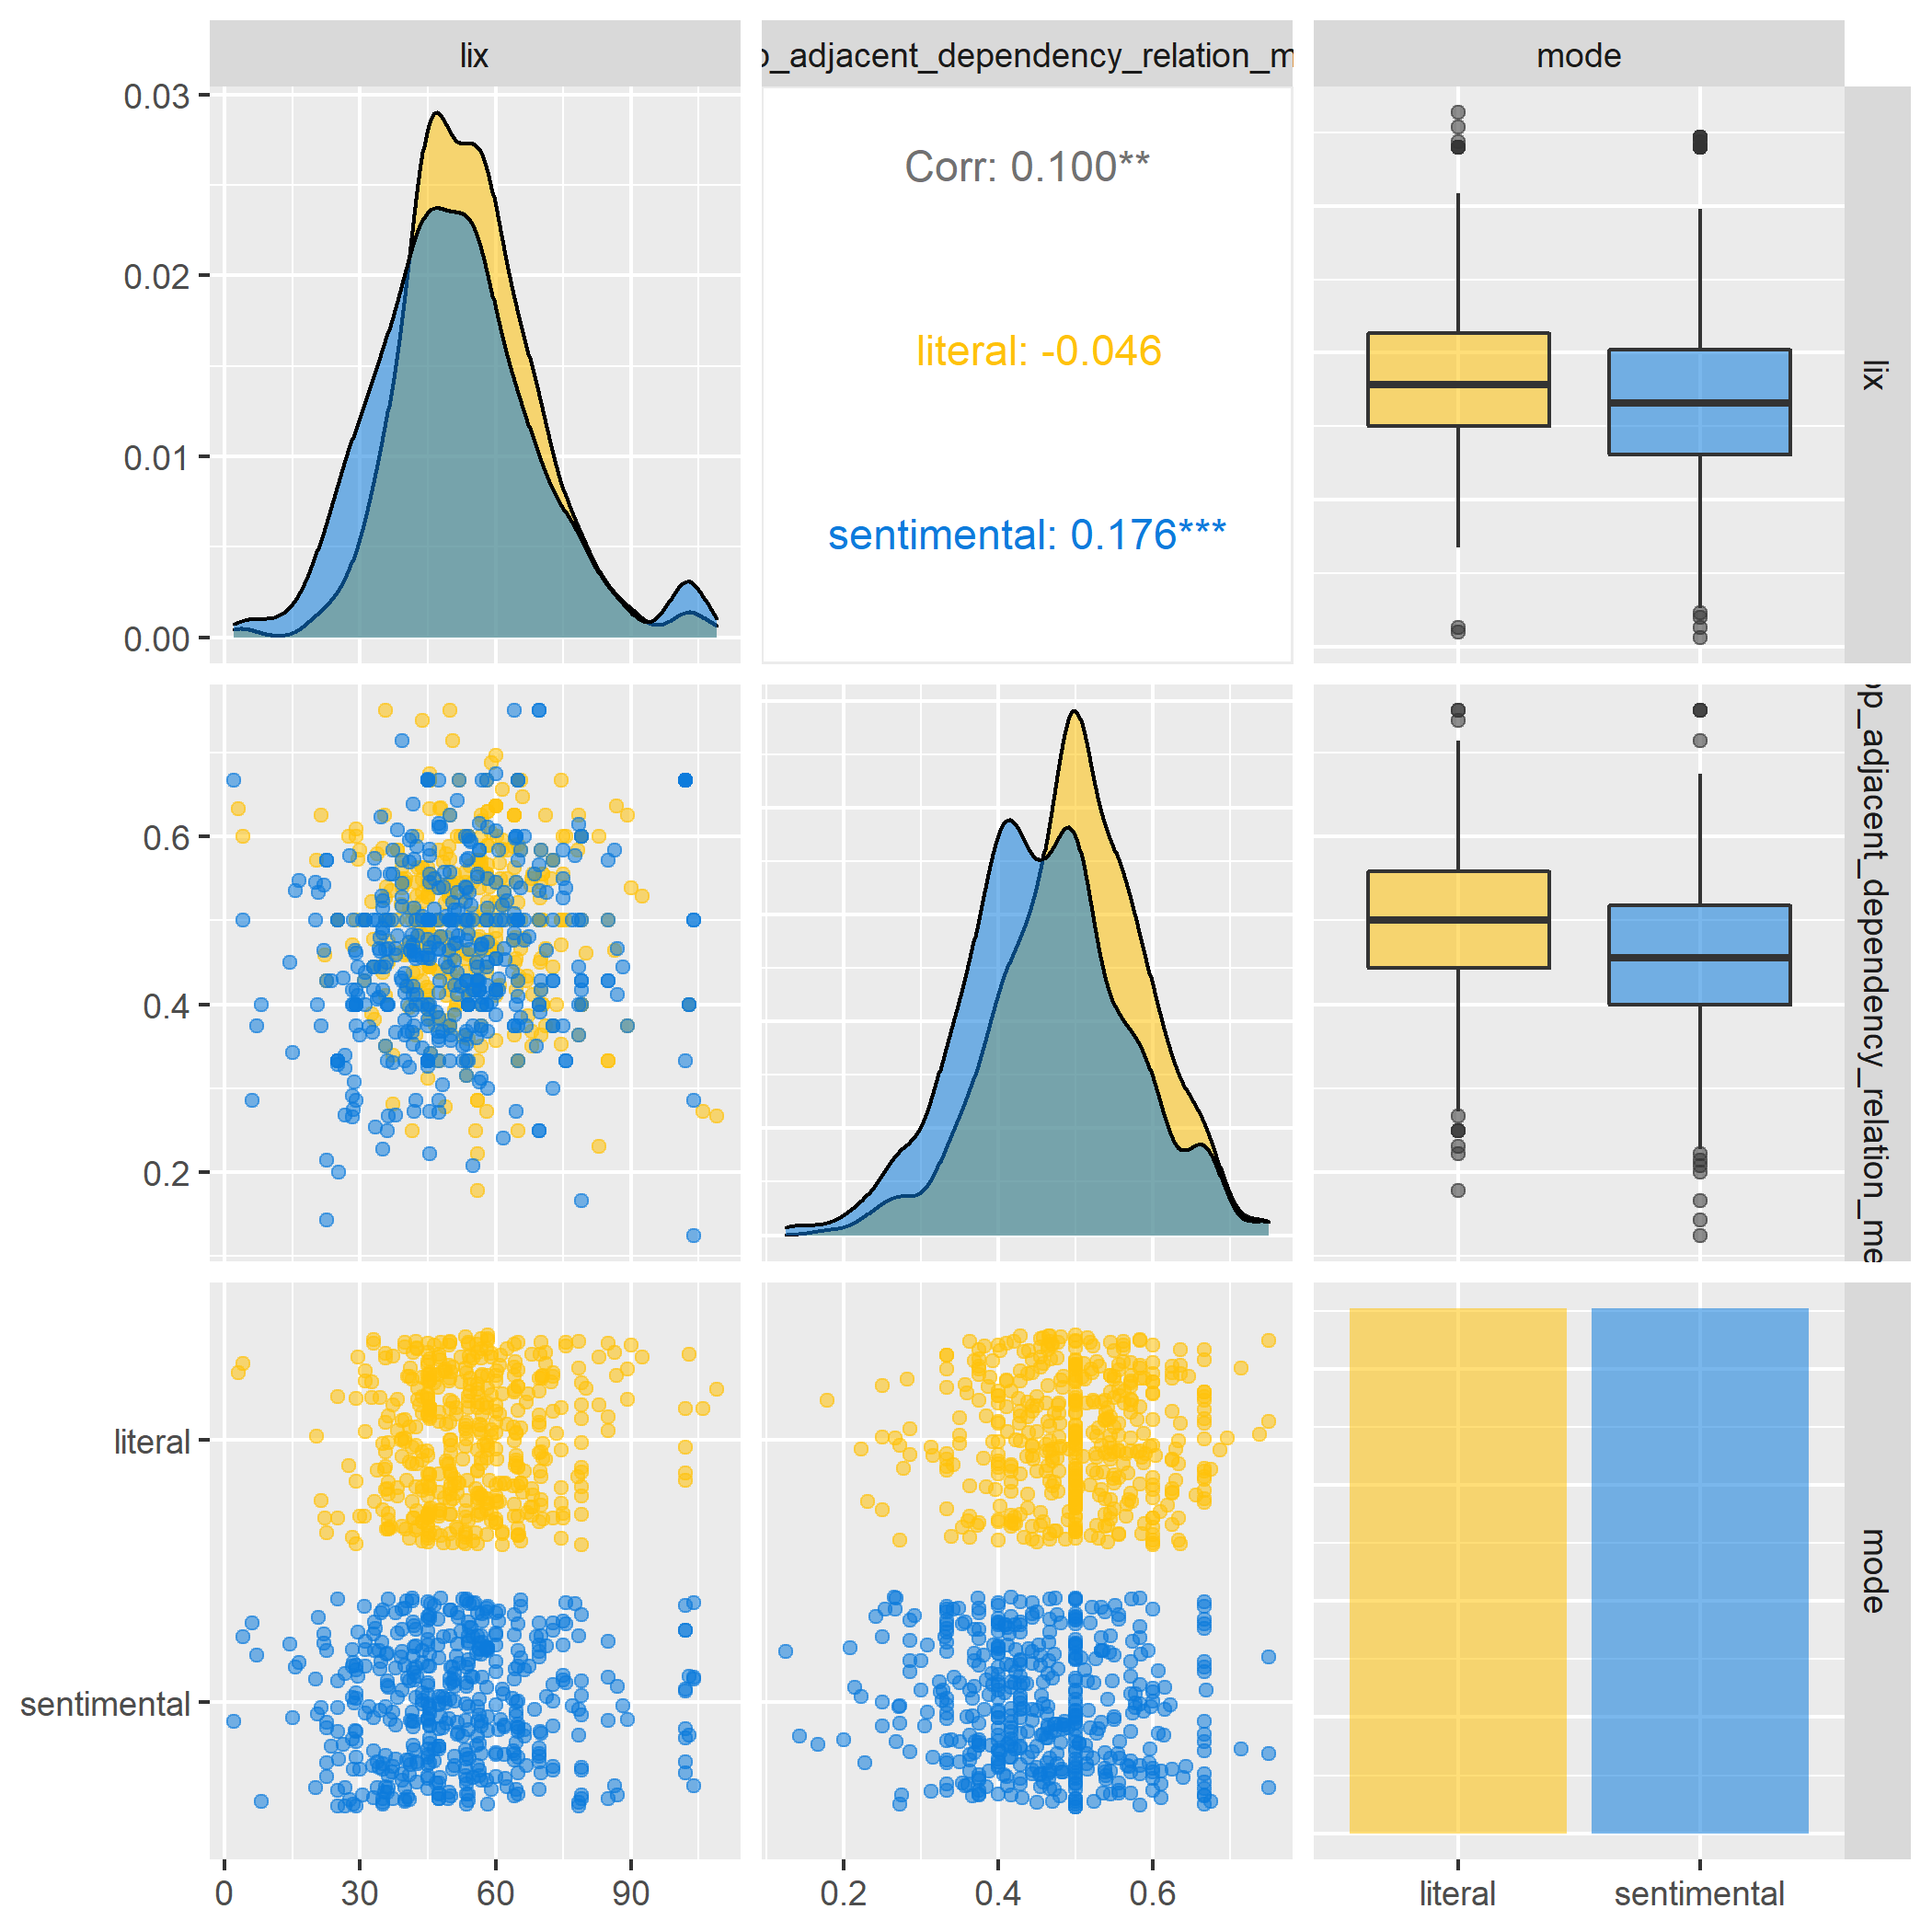 lix
_adjacent_dependency_relation_m
mode
0.03
0.02
0.01
0.00
Corr: 0.100**
literal: -0.046
sentimental: 0.176***
lix
0.6
0.4
0.2
p_adjacent_dependency_relation_me
literal
sentimental
mode
0
30
60
90
0.2
0.4
0.6
literal
sentimental